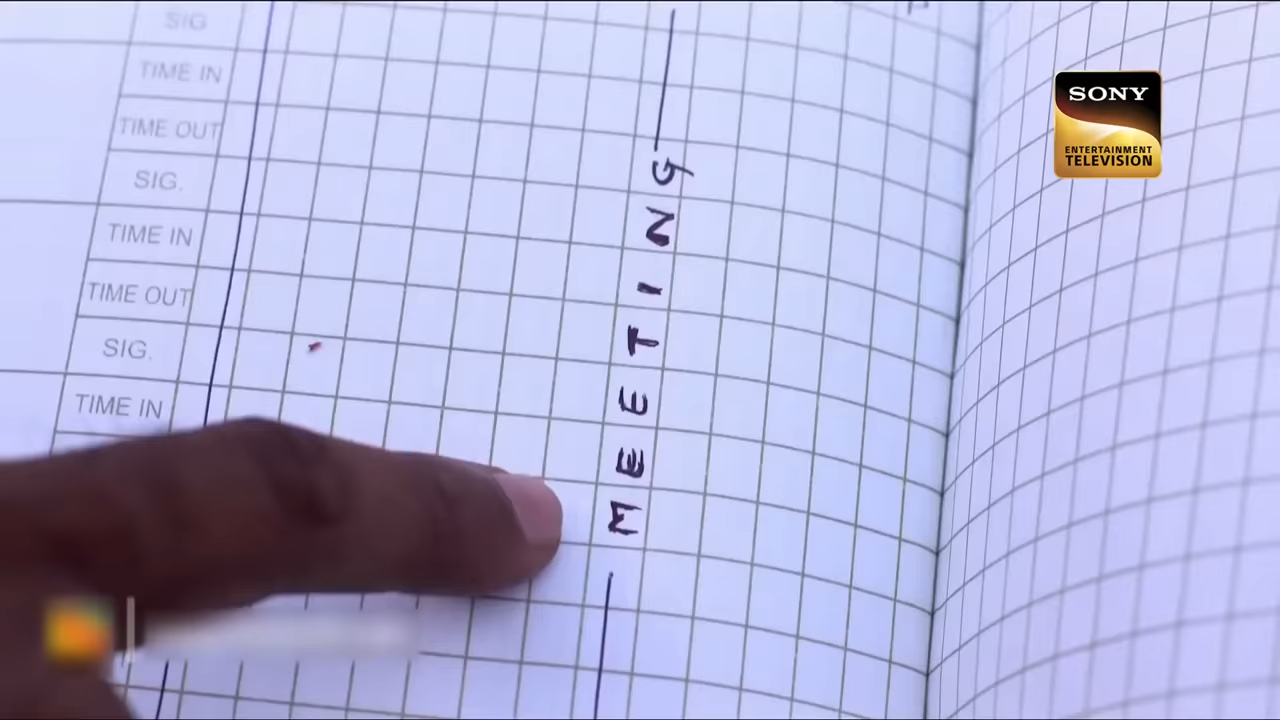 SIG
TIME IN
TIME OUT
SIG.
TIME IN
TIME OUT
SIG.
TIME IN
MEETING
SONY
ENTERTAINMENT
TELEVISION